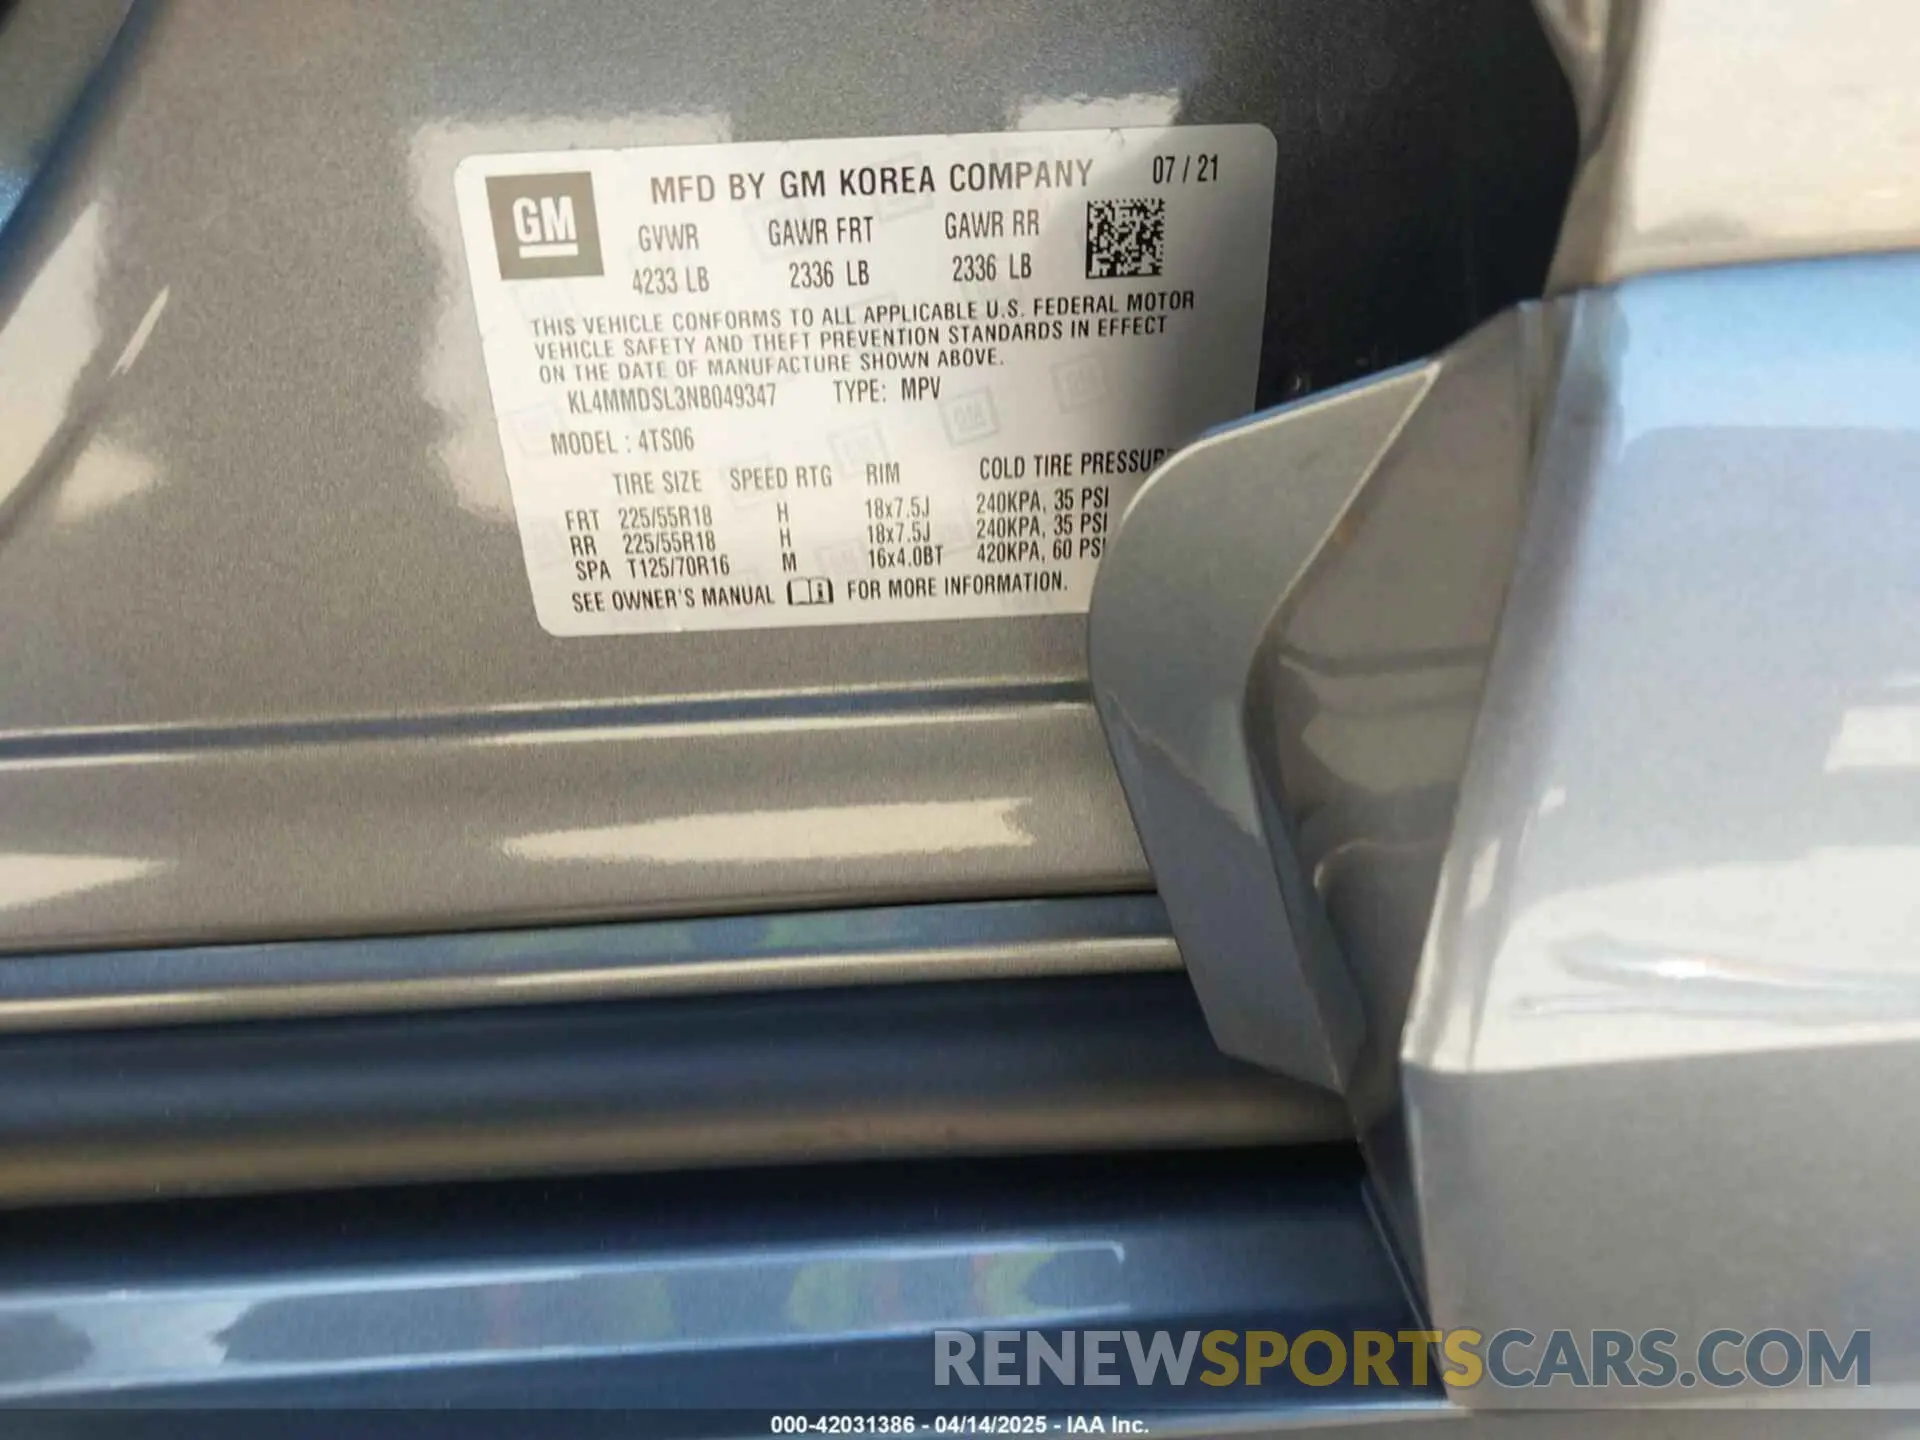 GM
MFD BY GM KOREA COMPANY 07 / 21
GVWR GAWR FRT GAWR RR
4233 LB 2336 LB 2336 LB
THIS VEHICLE CONFORMS TO ALL APPLICABLE U.S. FEDERAL MOTOR
VEHICLE SAFETY AND THEFT PREVENTION STANDARDS IN EFFECT
ON THE DATE OF MANUFACTURE SHOWN ABOVE.
KL4MMDSL3NB049347 TYPE: MPV
MODEL : 4TS06
TIRE SIZE SPEED RTG RIM COLD TIRE
FRT 225/55R18 H 18x7.5J 240KPA, 35 PSI
RR 225/55R18 H 18x7.5J 240KPA, 35 PSI
SPA T125/70R16 M 16x4.0BT 420KPA, 60 PSI
SEE OWNER'S MANUAL FOR MORE INFORMATION.
RENEWSPORTSCARS.COM
000-42031386 - 04/14/2025 - IAA Inc.